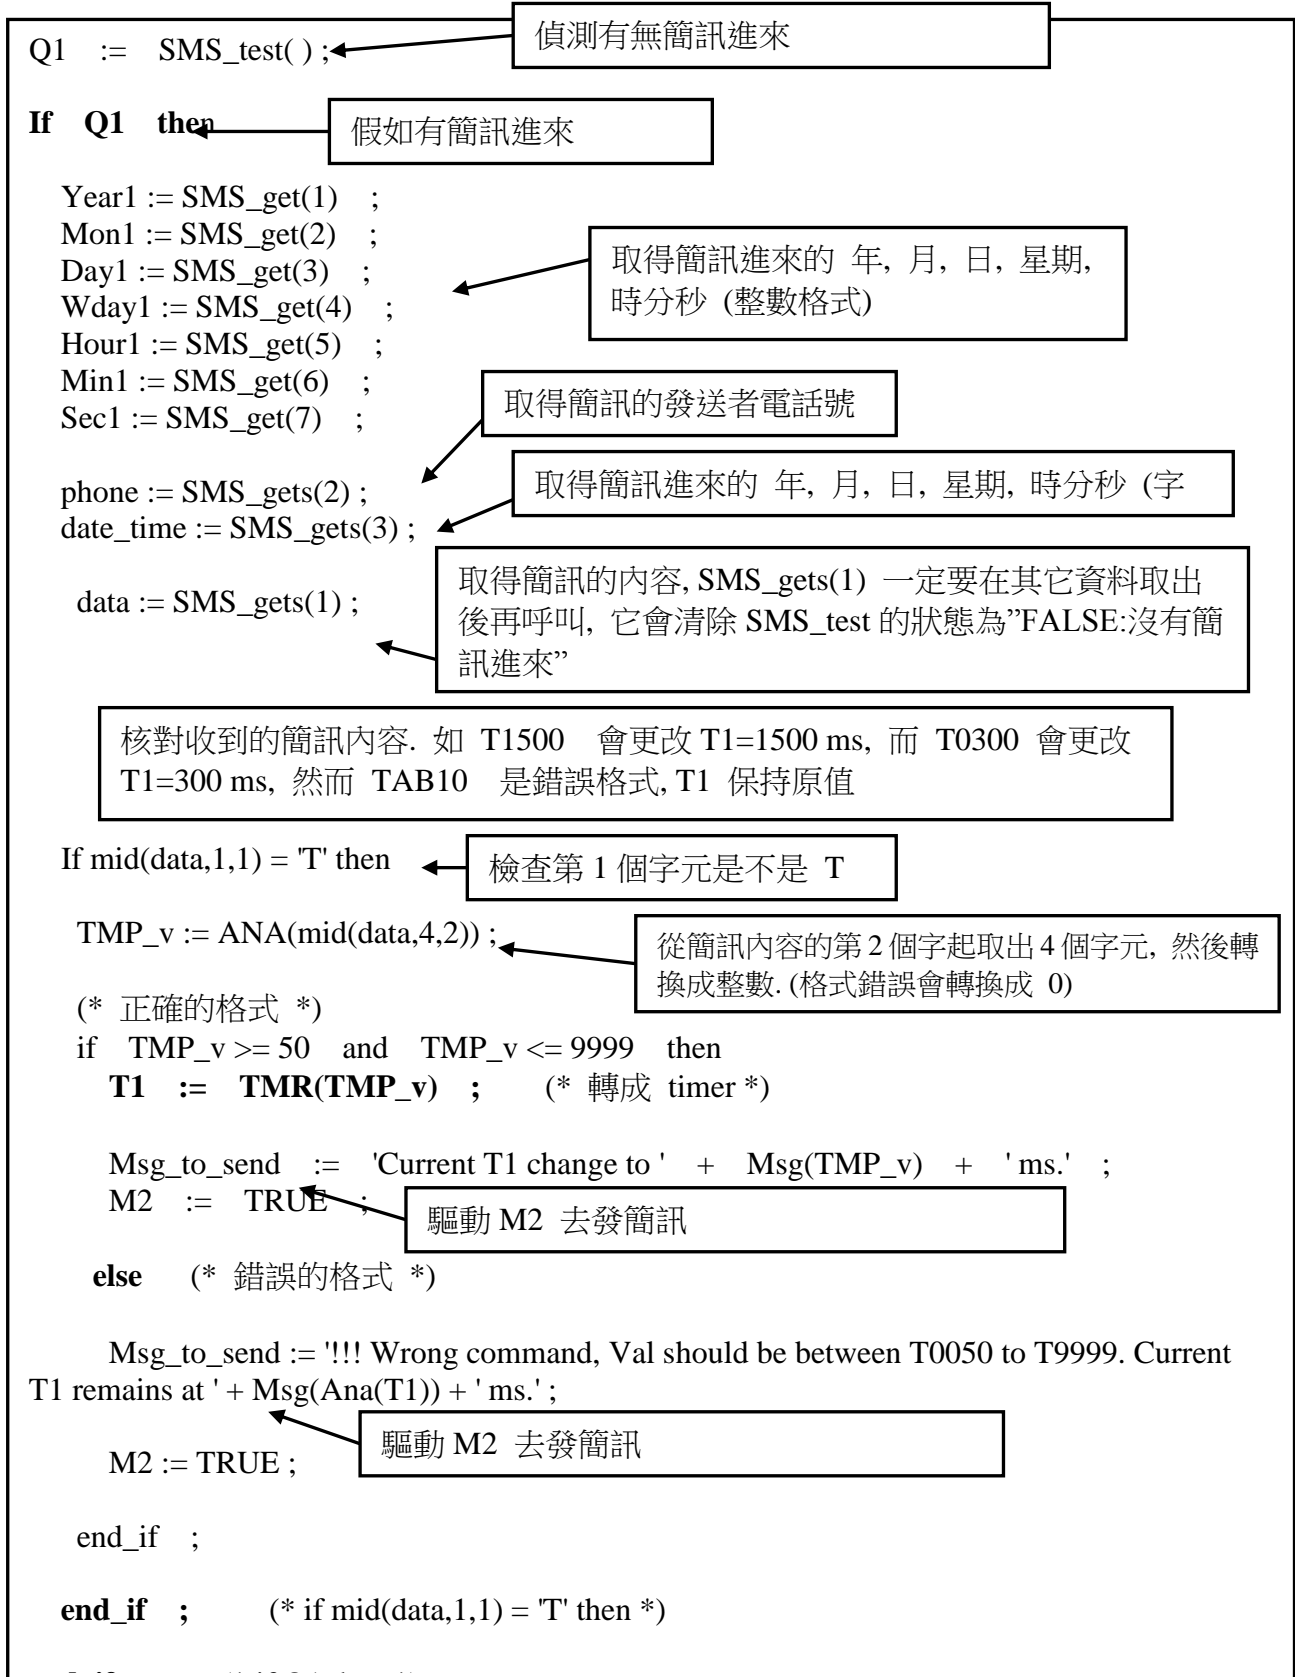 Q1 := SMS_test( ) ;
偵測有無簡訊進來
If Q1 then
假如有簡訊進來
Year1 := SMS_get(1) ;
Mon1 := SMS_get(2) ;
Day1 := SMS_get(3) ;
Wday1 := SMS_get(4) ;
Hour1 := SMS_get(5) ;
Min1 := SMS_get(6) ;
Sec1 := SMS_get(7) ;
取得簡訊進來的 年, 月, 日, 星期,
時分秒 (整數格式)
取得簡訊的發送者電話號
phone := SMS_gets(2) ;
date_time := SMS_gets(3) ;
取得簡訊進來的 年, 月, 日, 星期, 時分秒 (字
data := SMS_gets(1) ;
取得簡訊的內容, SMS_gets(1) 一定要在其它資料取出
後再呼叫, 它會清除 SMS_test 的狀態為”FALSE:沒有簡
訊進來”
核對收到的簡訊內容. 如 T1500 會更改 T1=1500 ms, 而 T0300 會更改
T1=300 ms, 然而 TAB10 是錯誤格式, T1 保持原值
If mid(data,1,1) = 'T' then
檢查第 1 個字元是不是 T
TMP_v := ANA(mid(data,4,2)) ;
從簡訊內容的第 2 個字起取出 4 個字元, 然後轉
換成整數. (格式錯誤會轉換成 0)
(* 正確的格式 *)
if TMP_v >= 50 and TMP_v <= 9999 then
T1 := TMR(TMP_v) ; (* 轉成 timer *)
Msg_to_send := 'Current T1 change to ' + Msg(TMP_v) + ' ms.' ;
M2 := TRUE ;
驅動 M2 去發簡訊
else (* 錯誤的格式 *)
Msg_to_send := '!!! Wrong command, Val should be between T0050 to T9999. Current
T1 remains at ' + Msg(Ana(T1)) + ' ms.' ;
驅動 M2 去發簡訊
M2 := TRUE ;
end_if ;
end_if ; (* if mid(data,1,1) = 'T' then *)